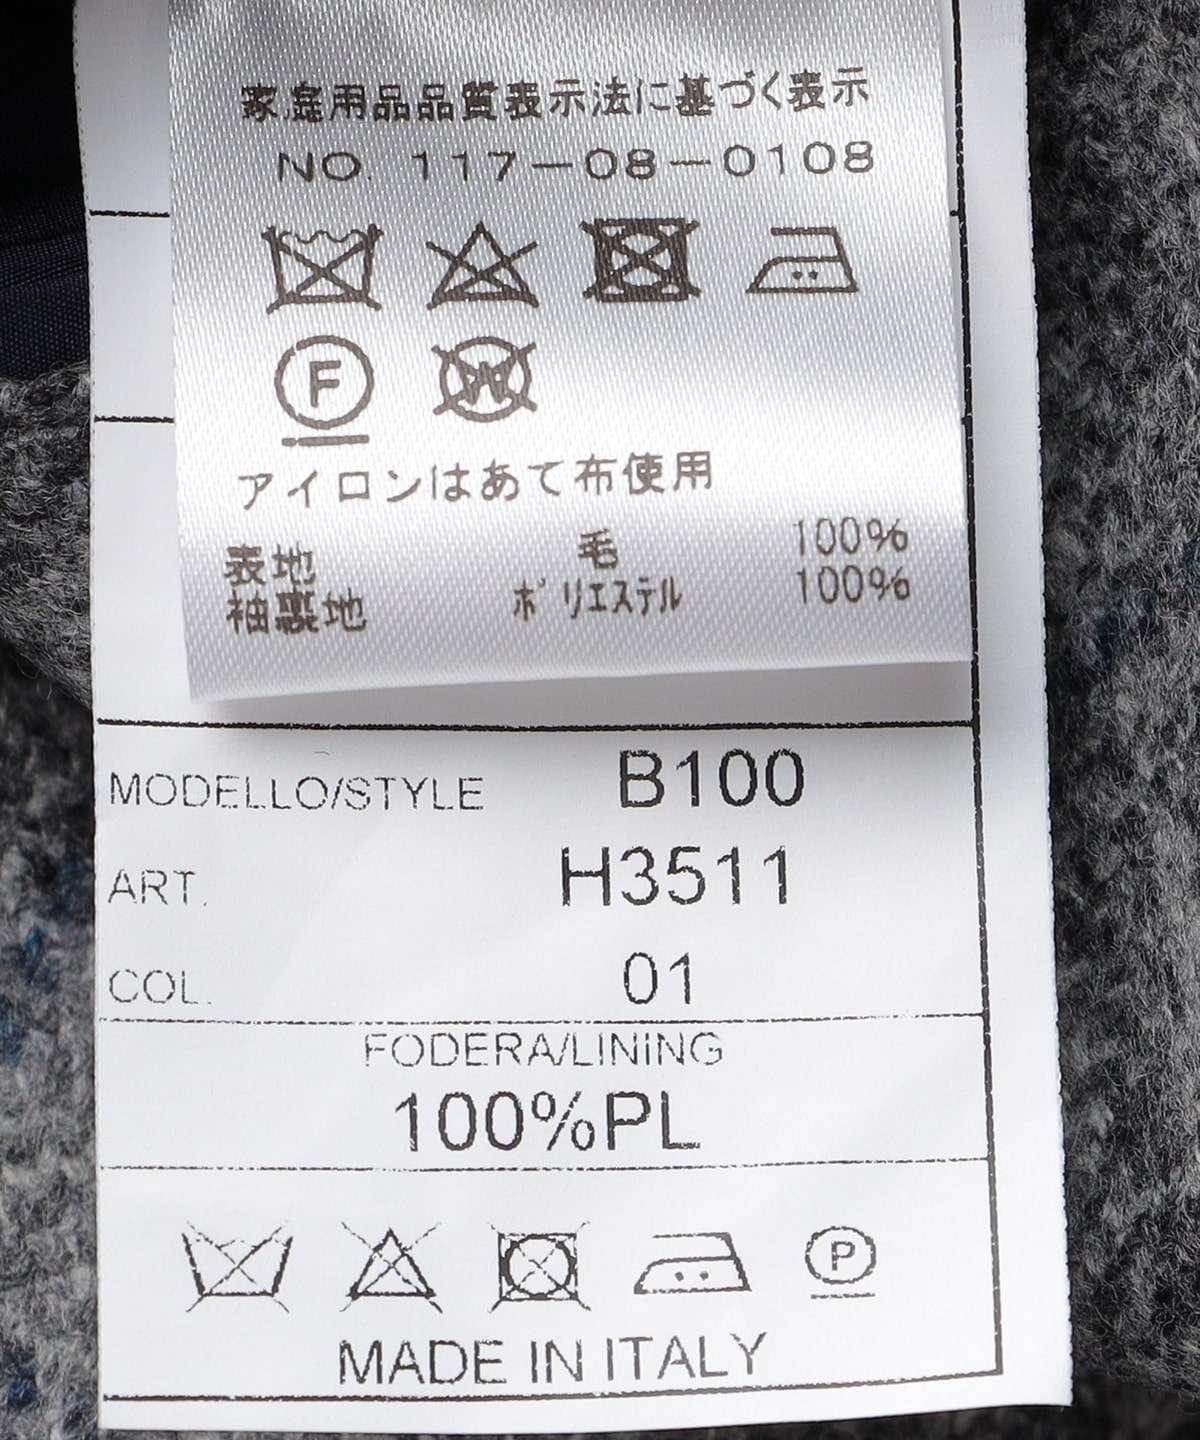 家庭用品品質表示法に基づく表示
NO. 117-08-0108
F
W
アイロンはあて布使用
表地 毛 100%
袖裏地 ポリエステル 100%
MODELLO/STYLE B100
ART. H3511
COL. 01
FODERA/LINING
100%PL
P
MADE IN ITALY